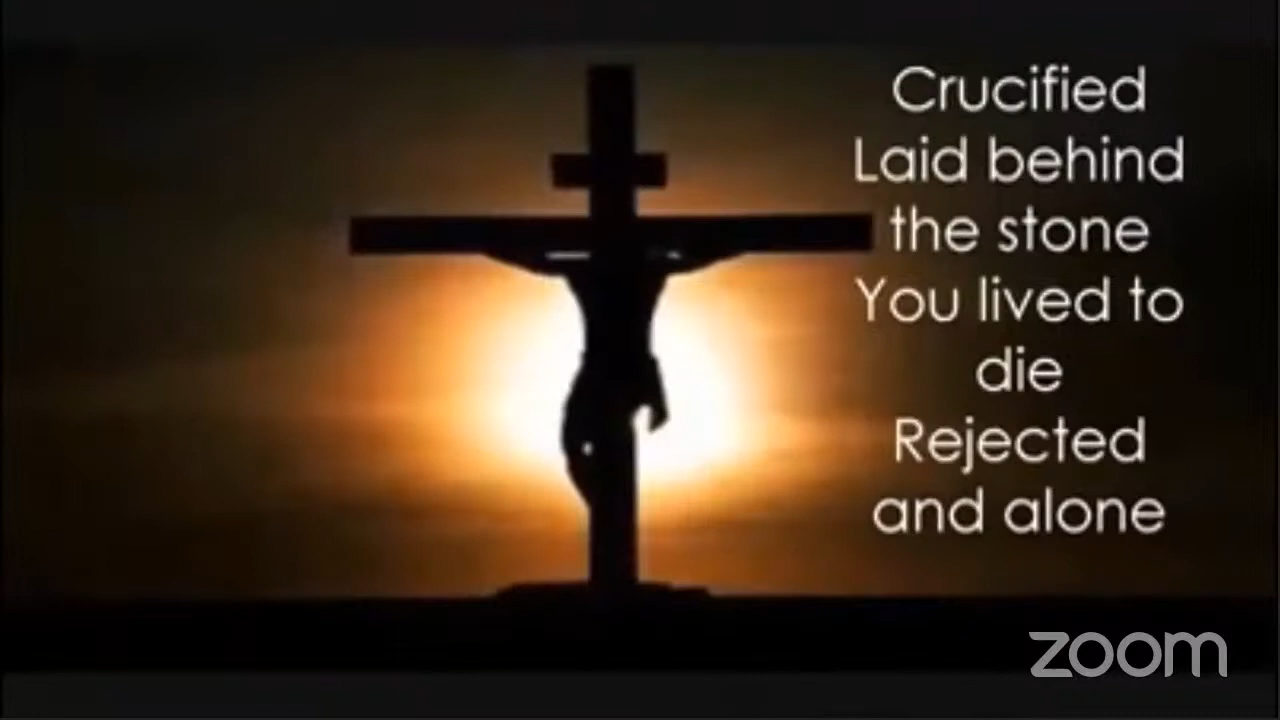 Crucified
Laid behind
the stone
You lived to
die
Rejected
and alone
zoom